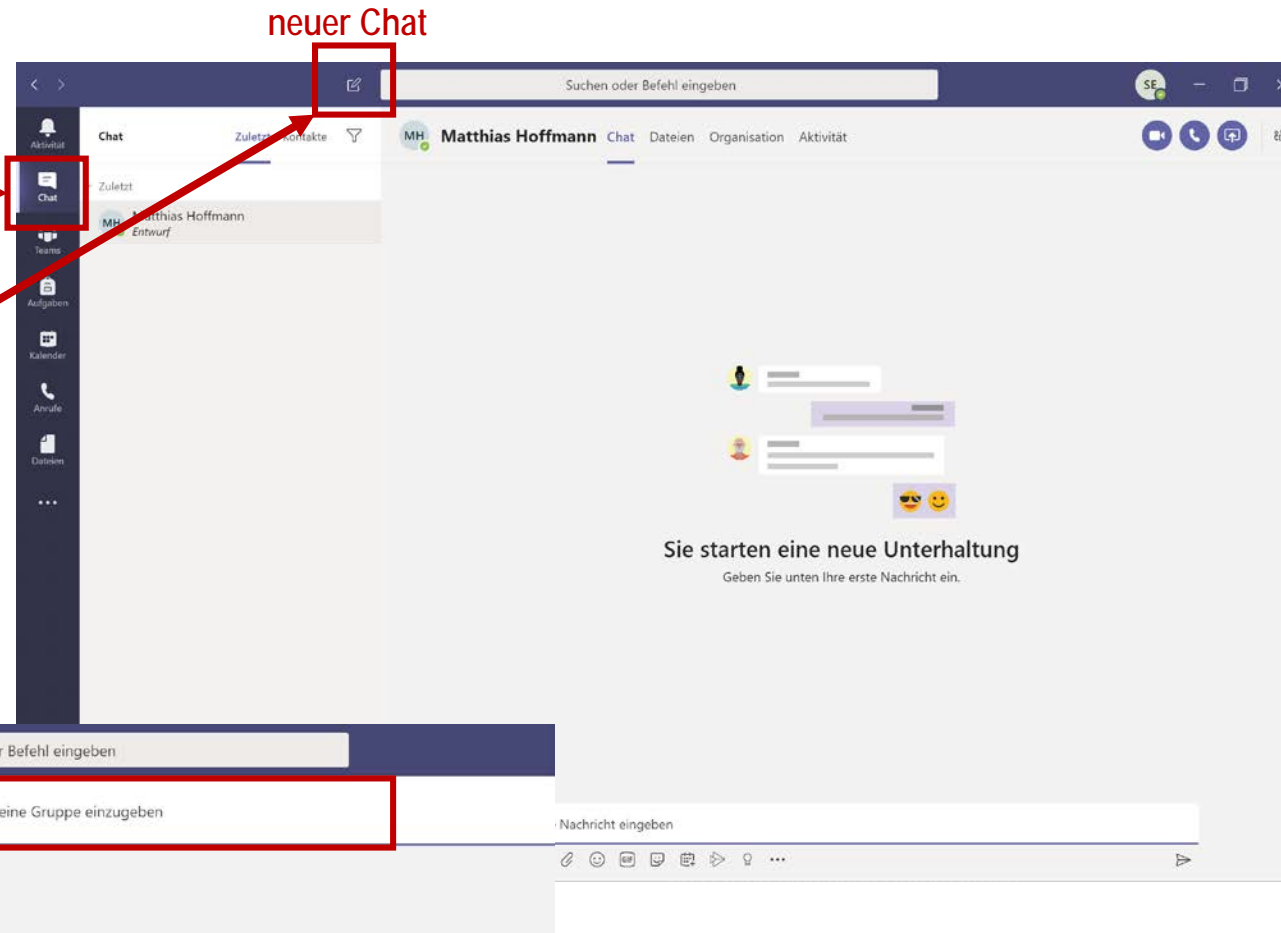 neuer Chat
Suchen oder Befehl eingeben
SE
Aktivität
Chat
Zuletzt
Kontakte
MH
Matthias Hoffmann
Chat
Dateien
Organisation
Aktivität
Chat
Zuletzt
MH
Matthias Hoffmann
Entwurf
Teams
Aufgaben
Kalender
Anrufe
Dateien
Sie starten eine neue Unterhaltung
Geben Sie unten Ihre erste Nachricht ein.
Befehl eingeben
eine Gruppe einzugeben
Nachricht eingeben
GIF